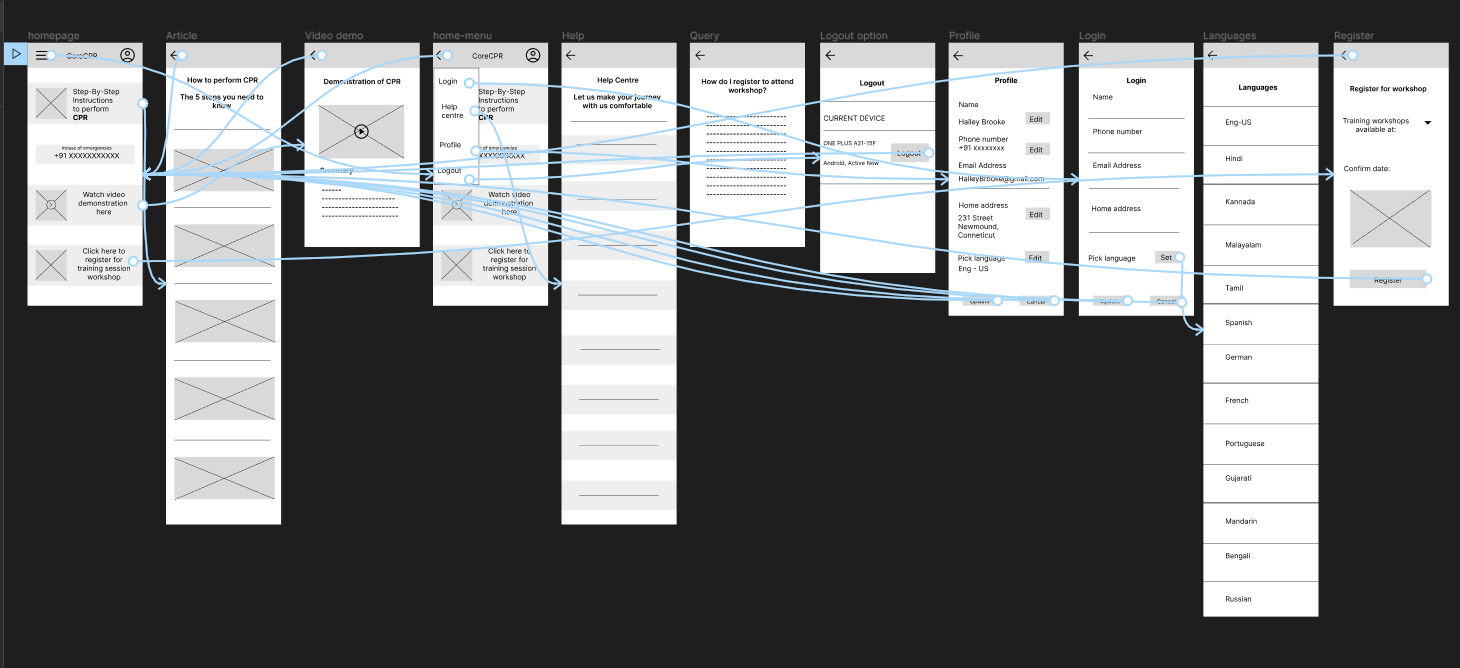 homepage
CoreCPR
Step-By-Step
Instructions
to perform
CPR
Incase of emergencies
+91 XXXXXXXXXXX
Watch video
demonstration
here
Click here to
register for
training session
workshop
Article
How to perform CPR
The 5 steps you need to
know
Video demo
Demonstration of CPR
Summary
home-menu
CoreCPR
Login
Help
centre
Profile
Logout
Step-By-Step
Instructions
to perform
CPR
of emergencies
XXXXXXXXXX
Watch video
demonstration
here
Click here to
register for
training session
workshop
Help
Help Centre
Let us make your journey
with us comfortable
Query
How do I register to attend
workshop?
Logout option
Logout
CURRENT DEVICE
ONE PLUS A21-15F
Android, Active Now
Logout
Profile
Profile
Name
Hailey Brooke
Edit
Phone number
+91 xxxxxxxx
Edit
Email Address
HaileyBrooke@gmail.com
Home address
231 Street
Newmound,
Conneticut
Edit
Pick language
Edit
Eng - US
Update
Cancel
Login
Login
Name
Phone number
Email Address
Home address
Pick language
Set
Update
Cancel
Languages
Languages
Eng-US
Hindi
Kannada
Malayalam
Tamil
Spanish
German
French
Portuguese
Gujarati
Mandarin
Bengali
Russian
Register
Register for workshop
Training workshops
available at:
Confirm date:
Register